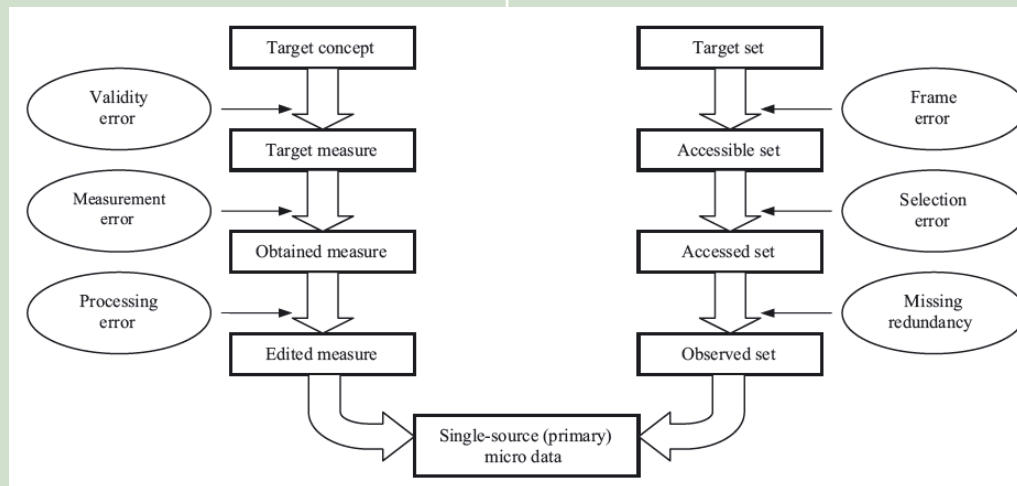 Target concept
Target set
Validity
error
Frame
error
Target measure
Accessible set
Measurement
error
Selection
error
Obtained measure
Accessed set
Processing
error
Missing
redundancy
Edited measure
Observed set
Single-source (primary)
micro data